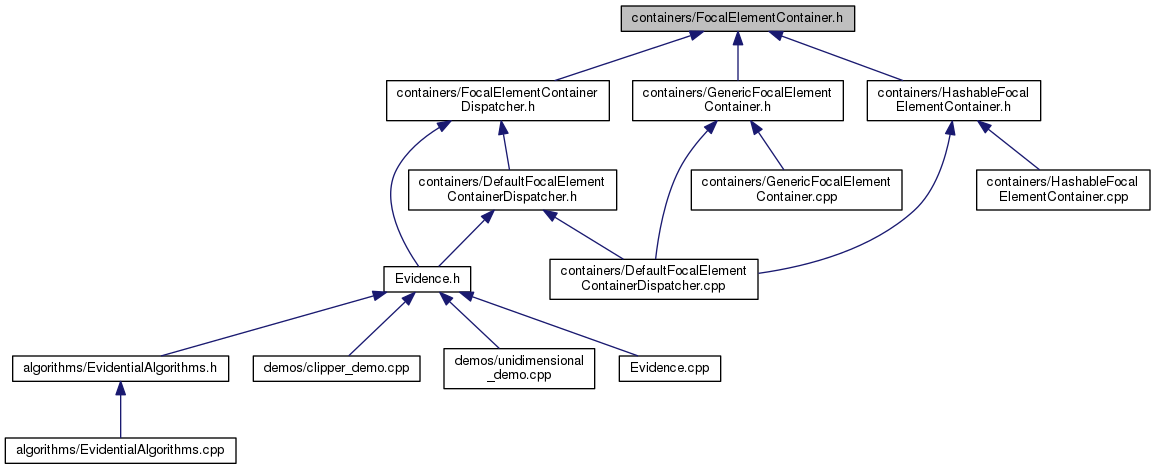 containers/FocalElementContainer.h
containers/FocalElementContainer
Dispatcher.h
containers/GenericFocalElement
Container.h
containers/HashableFocal
ElementContainer.h
containers/DefaultFocalElement
ContainerDispatcher.h
containers/GenericFocalElement
Container.cpp
containers/HashableFocal
ElementContainer.cpp
Evidence.h
containers/DefaultFocalElement
ContainerDispatcher.cpp
algorithms/EvidentialAlgorithms.h
demos/clipper_demo.cpp
demos/unidimensional
_demo.cpp
Evidence.cpp
algorithms/EvidentialAlgorithms.cpp